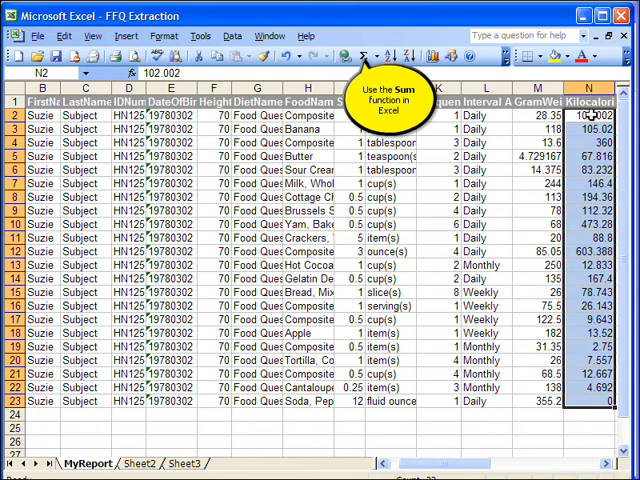 Microsoft Excel - FFQ Extraction
File Edit View Insert Format Tools Data Window Help Type a question for help
N2 102.002
Use the Sum
function in
Excel
B C D E F G H K L M N
1 FirstNa LastName IDNum DateOfBir Height DietName FoodNam S quen Interval A GramWei Kilocalori
2 Suzie Subject HN125 19780302 70 Food Ques Composite 1 Daily 28.35 102.002
3 Suzie Subject HN125 19780302 70 Food Ques Banana 1 item(s) 1 Daily 118 105.02
4 Suzie Subject HN125 19780302 70 Food Ques Composite 1 tablespoon 1 Daily 13.6 360
5 Suzie Subject HN125 19780302 70 Food Ques Butter 1 teaspoon(s) 2 Daily 4.729167 67.816
6 Suzie Subject HN125 19780302 70 Food Ques Sour Cream 1 tablespoon 3 Daily 14.375 83.232
7 Suzie Subject HN125 19780302 70 Food Ques Milk, Whol 1 cup(s) 1 Daily 244 146.4
8 Suzie Subject HN125 19780302 70 Food Ques Cottage Ch 0.5 cup(s) 2 Daily 113 194.36
9 Suzie Subject HN125 19780302 70 Food Ques Brussels S 0.5 cup(s) 4 Daily 78 112.32
10 Suzie Subject HN125 19780302 70 Food Ques Yam, Bake 0.5 cup(s) 6 Daily 68 473.28
11 Suzie Subject HN125 19780302 70 Food Ques Crackers, 5 item(s) 1 Daily 20 88.8
12 Suzie Subject HN125 19780302 70 Food Ques Composite 3 ounce(s) 4 Daily 85.05 603.388
13 Suzie Subject HN125 19780302 70 Food Ques Hot Cocoa 1 cup(s) 2 Monthly 250 12.833
14 Suzie Subject HN125 19780302 70 Food Ques Gelatin De 0.5 cup(s) 2 Daily 135 167.4
15 Suzie Subject HN125 19780302 70 Food Ques Bread, Mix 1 slice(s) 8 Weekly 26 78.743
16 Suzie Subject HN125 19780302 70 Food Ques Composite 1 serving(s) 1 Weekly 75.5 26.143
17 Suzie Subject HN125 19780302 70 Food Ques Composite 0.5 cup(s) 1 Weekly 122.5 9.643
18 Suzie Subject HN125 19780302 70 Food Ques Apple 1 item(s) 1 Weekly 182 13.52
19 Suzie Subject HN125 19780302 70 Food Ques Composite 0.5 item(s) 1 Monthly 31.35 2.75
20 Suzie Subject HN125 19780302 70 Food Ques Tortilla, Co 1 item(s) 4 Monthly 26 7.557
21 Suzie Subject HN125 19780302 70 Food Ques Composite 0.5 cup(s) 4 Monthly 68.5 12.667
22 Suzie Subject HN125 19780302 70 Food Ques Cantaloupe 0.25 item(s) 3 Monthly 138 4.692
23 Suzie Subject HN125 19780302 70 Food Ques Soda, Pep 12 fluid ounce 1 Daily 355.2 0
24
25
26
27
MyReport Sheet2 Sheet3